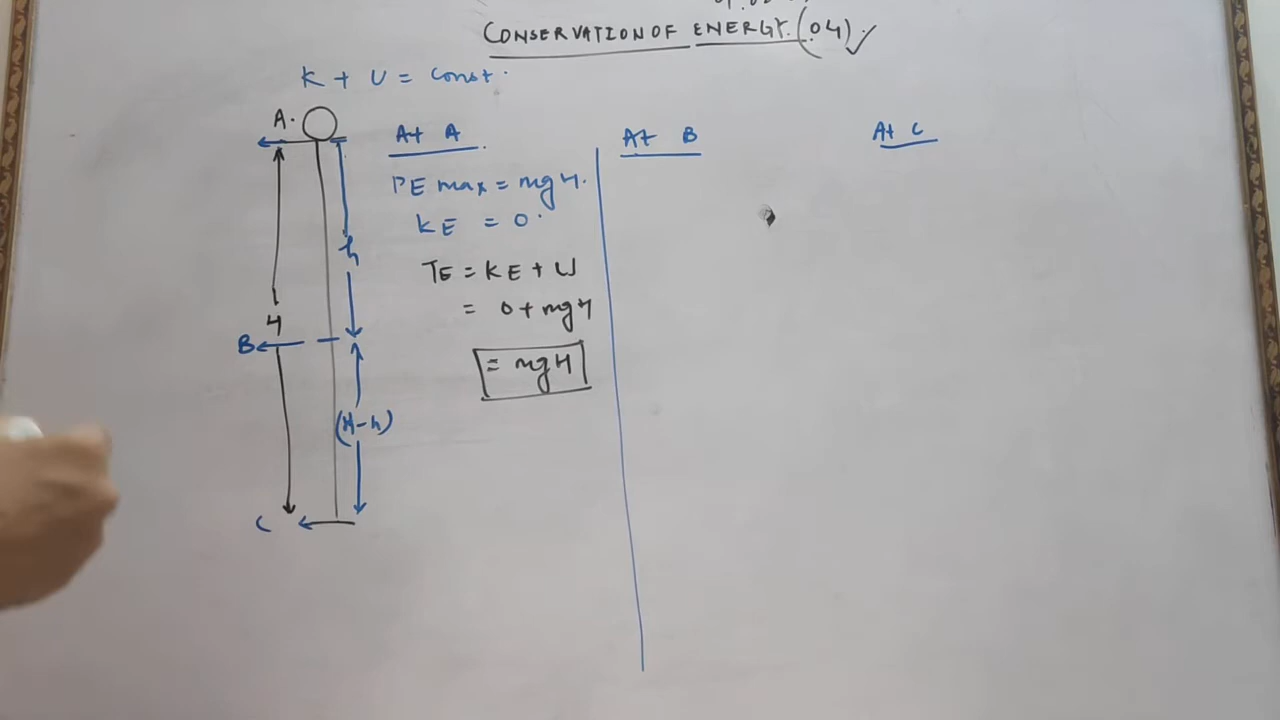 CONSERVATION OF ENERGY. (04) ✓
K + U = Const.
A.
At A
At B
At C
PE max = mgH.
KE = 0.
h
TE = KE + U
= 0 + mgH
H
B
= mgH
(H-h)
C